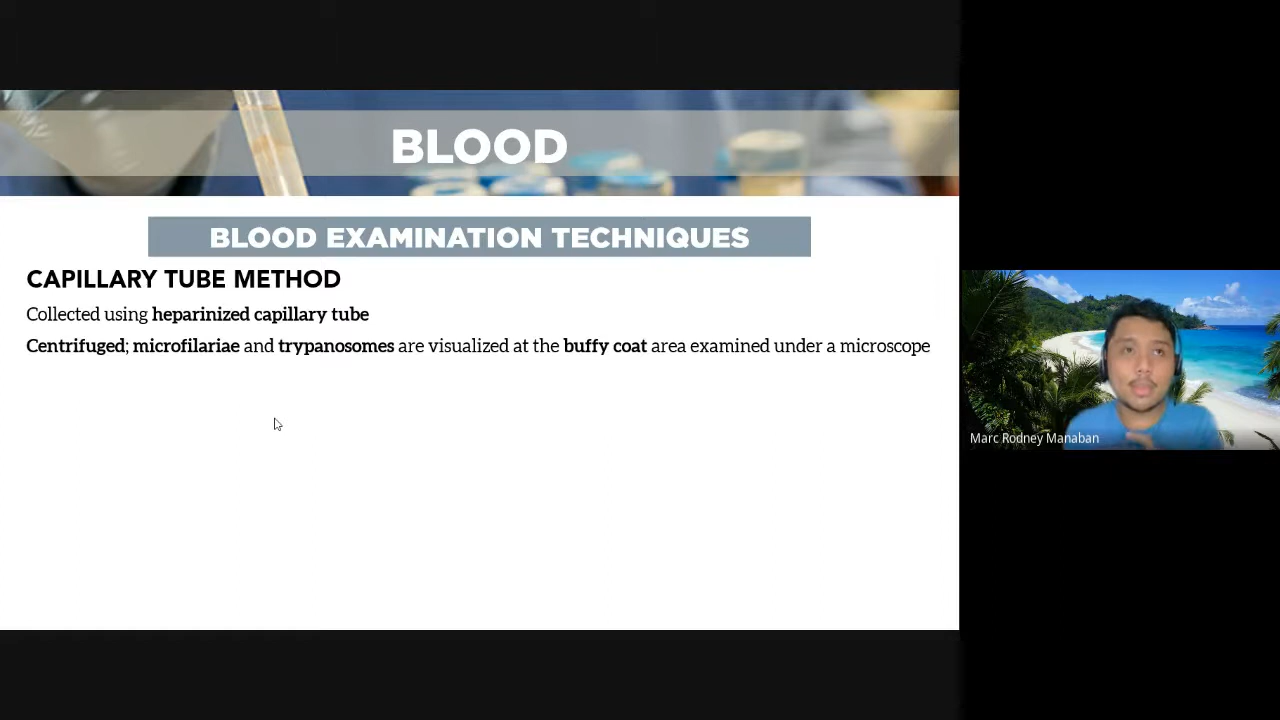 BLOOD
BLOOD EXAMINATION TECHNIQUES
CAPILLARY TUBE METHOD
Collected using heparinized capillary tube
Centrifuged; microfilariae and trypanosomes are visualized at the buffy coat area examined under a microscope
Marc Rodney Manaban